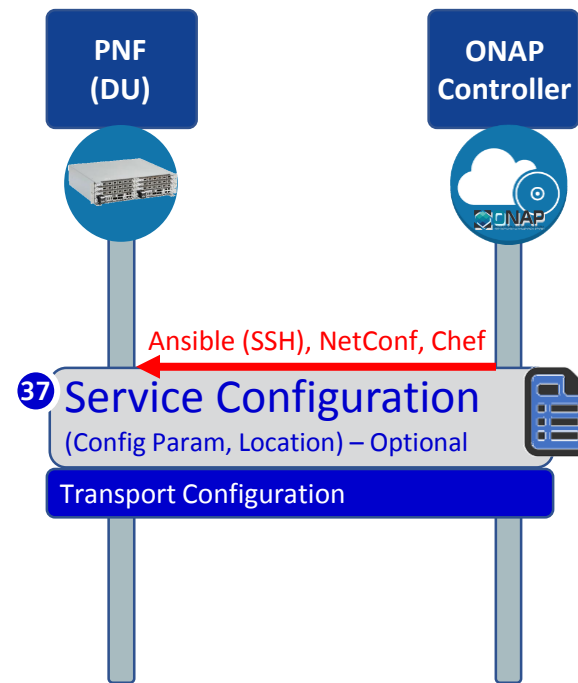 PNF
(DU)
ONAP
Controller
ONAP
Ansible (SSH), NetConf, Chef
37
Service Configuration
(Config Param, Location) – Optional
Transport Configuration